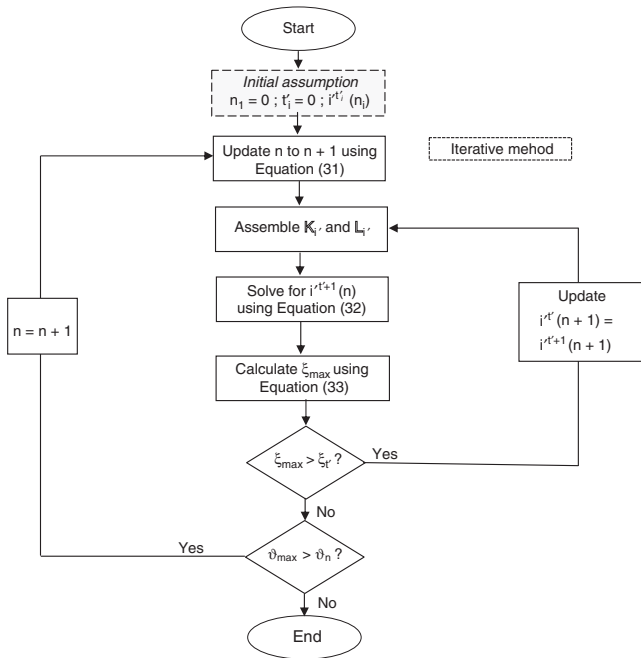 Start
Initial assumption
n₁ = 0 ; t′ᵢ = 0 ; i′ᵗ′ᵢ (nᵢ)
Update n to n + 1 using
Equation (31)
Iterative mehod
Assemble 𝕂ᵢ′ and 𝕃ᵢ′
Solve for i′ᵗ′⁺¹(n)
using Equation (32)
Update
i′ᵗ′(n + 1) =
i′ᵗ′⁺¹(n + 1)
n = n + 1
Calculate ξmax using
Equation (33)
ξmax > ξt′ ?
Yes
No
ϑmax > ϑn ?
Yes
No
End